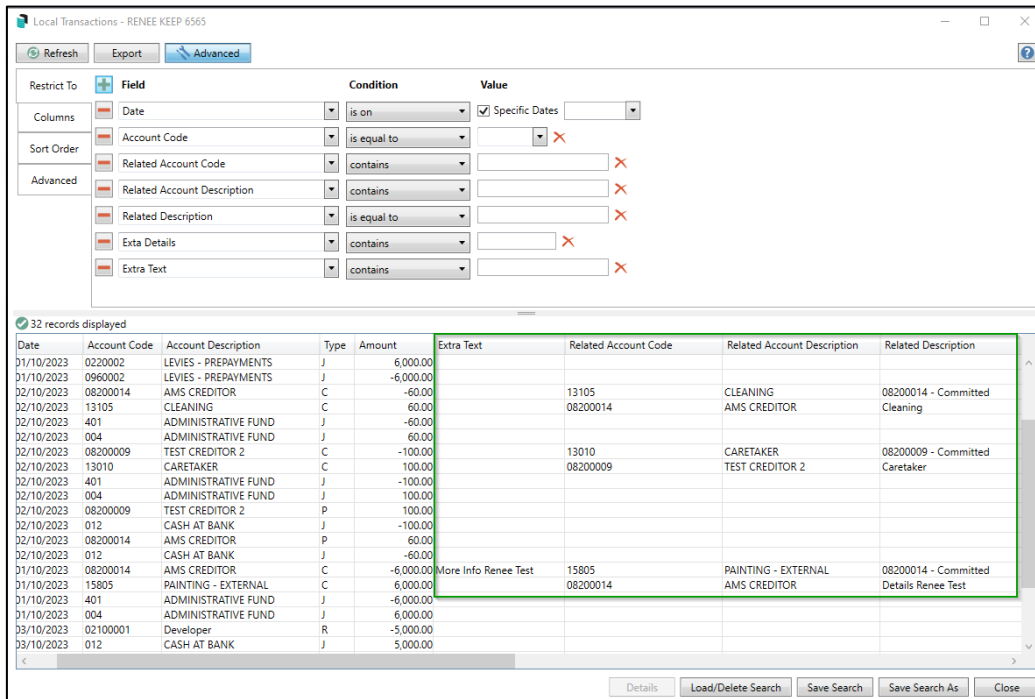 Local Transactions - RENEE KEEP 6565
Refresh Export Advanced
Restrict To Field Condition Value
Date is on Specific Dates
Columns
Account Code is equal to
Sort Order
Related Account Code contains
Advanced
Related Account Description contains
Related Description is equal to
Exta Details contains
Extra Text contains
32 records displayed
Date Account Code Account Description Type Amount Extra Text Related Account Code Related Account Description Related Description
01/10/2023 0220002 LEVIES - PREPAYMENTS J 6,000.00
01/10/2023 0960002 LEVIES - PREPAYMENTS J -6,000.00
02/10/2023 08200014 AMS CREDITOR C -60.00 13105 CLEANING 08200014 - Committed
02/10/2023 13105 CLEANING C 60.00 08200014 AMS CREDITOR Cleaning
02/10/2023 401 ADMINISTRATIVE FUND J -60.00
02/10/2023 004 ADMINISTRATIVE FUND J 60.00
02/10/2023 08200009 TEST CREDITOR 2 C -100.00 13010 CARETAKER 08200009 - Committed
02/10/2023 13010 CARETAKER C 100.00 08200009 TEST CREDITOR 2 Caretaker
02/10/2023 401 ADMINISTRATIVE FUND J -100.00
02/10/2023 004 ADMINISTRATIVE FUND J 100.00
02/10/2023 08200009 TEST CREDITOR 2 P 100.00
02/10/2023 012 CASH AT BANK J -100.00
02/10/2023 08200014 AMS CREDITOR P 60.00
02/10/2023 012 CASH AT BANK J -60.00
01/10/2023 08200014 AMS CREDITOR C -6,000.00 More Info Renee Test 15805 PAINTING - EXTERNAL 08200014 - Committed
01/10/2023 15805 PAINTING - EXTERNAL C 6,000.00 08200014 AMS CREDITOR Details Renee Test
01/10/2023 401 ADMINISTRATIVE FUND J -6,000.00
01/10/2023 004 ADMINISTRATIVE FUND J 6,000.00
03/10/2023 02100001 Developer R -5,000.00
03/10/2023 012 CASH AT BANK J 5,000.00
Details Load/Delete Search Save Search Save Search As Close